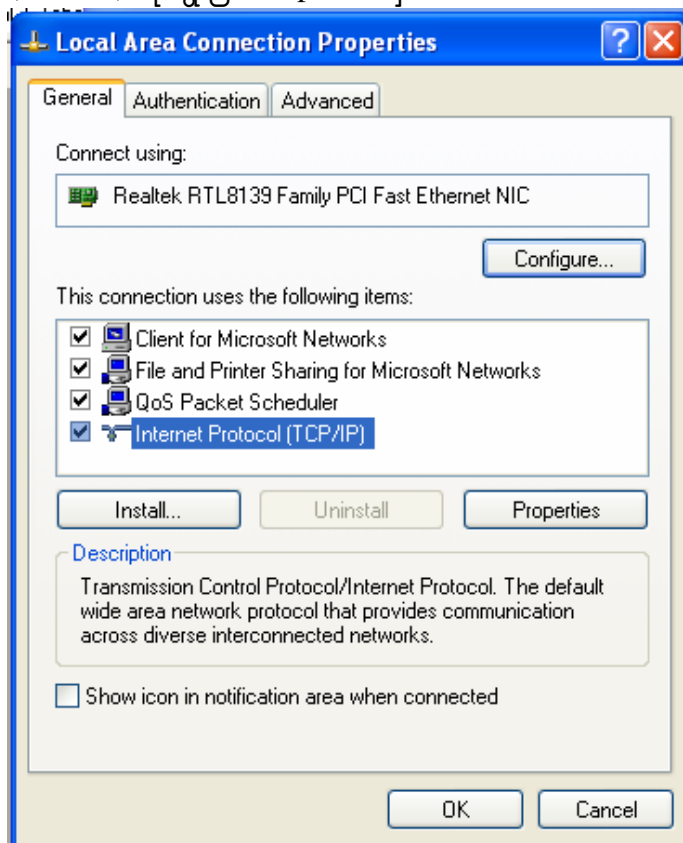 Local Area Connection Properties
General Authentication Advanced
Connect using:
Realtek RTL8139 Family PCI Fast Ethernet NIC
Configure...
This connection uses the following items:
Client for Microsoft Networks
File and Printer Sharing for Microsoft Networks
QoS Packet Scheduler
Internet Protocol (TCP/IP)
Install... Uninstall Properties
Description
Transmission Control Protocol/Internet Protocol. The default
wide area network protocol that provides communication
across diverse interconnected networks.
Show icon in notification area when connected
OK Cancel